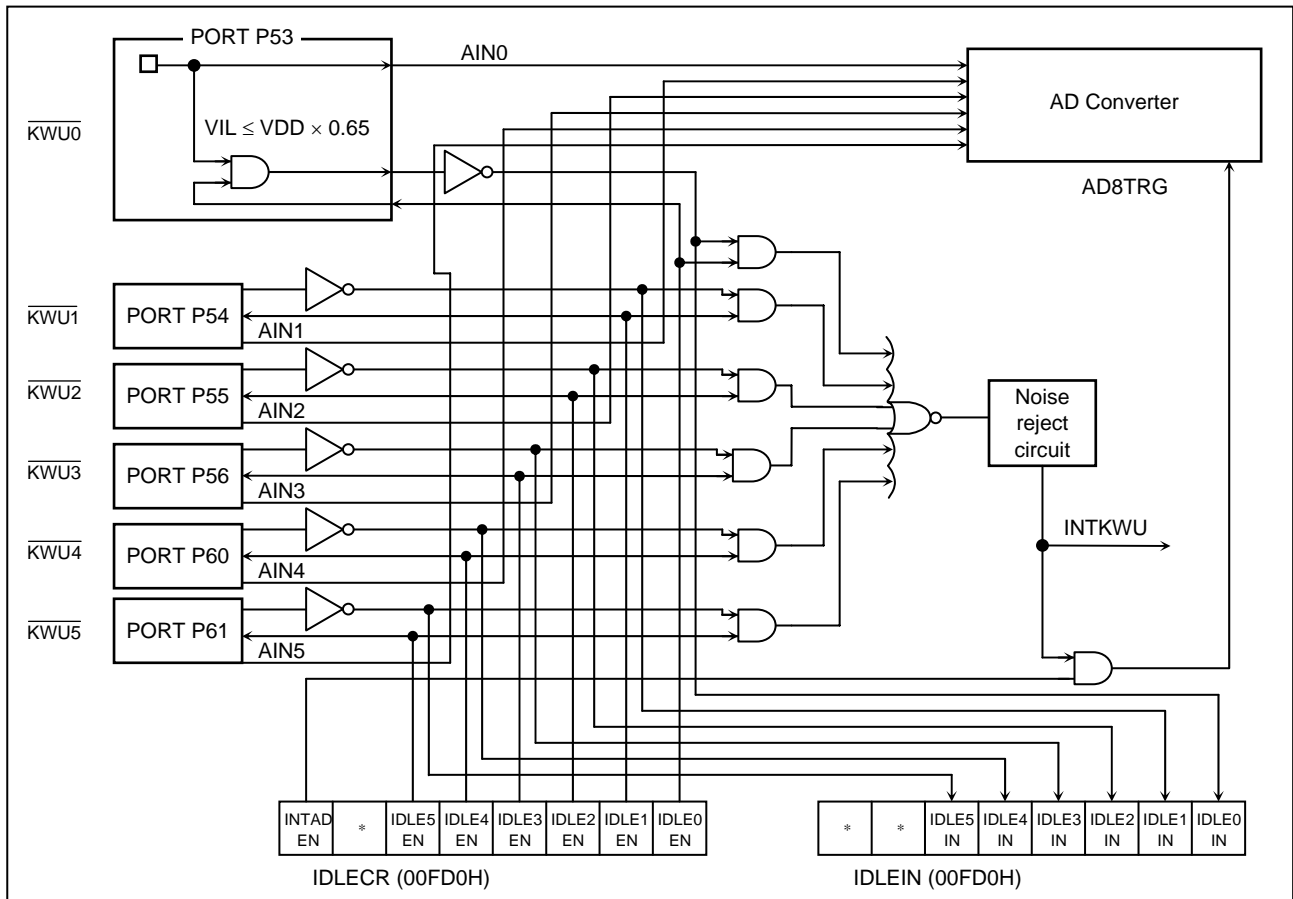 PORT P53
AIN0
AD Converter
KWU0
VIL ≤ VDD × 0.65
AD8TRG
KWU1
PORT P54
AIN1
KWU2
PORT P55
AIN2
Noise
reject
circuit
KWU3
PORT P56
AIN3
INTKWU
KWU4
PORT P60
AIN4
KWU5
PORT P61
AIN5
INTAD EN
*
IDLE5 EN
IDLE4 EN
IDLE3 EN
IDLE2 EN
IDLE1 EN
IDLE0 EN
*
*
IDLE5 IN
IDLE4 IN
IDLE3 IN
IDLE2 IN
IDLE1 IN
IDLE0 IN
IDLECR (00FD0H)
IDLEIN (00FD0H)